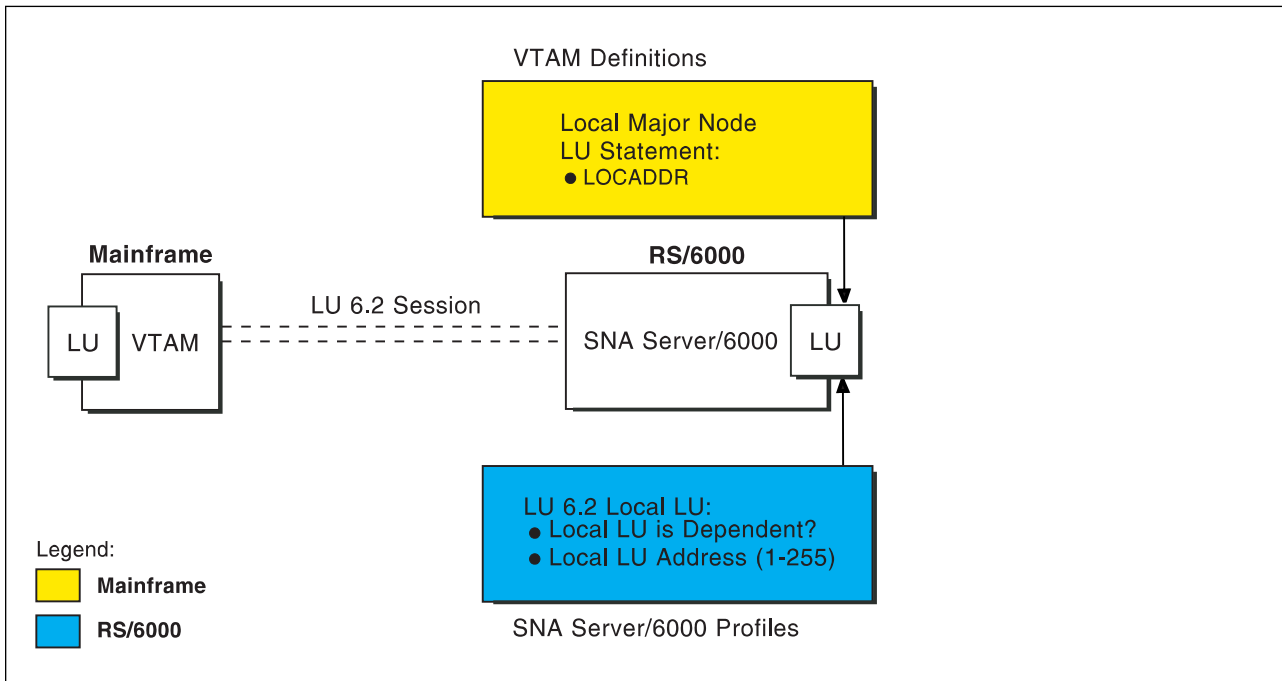 VTAM Definitions
Local Major Node
LU Statement:
● LOCADDR
Mainframe
RS/6000
LU 6.2 Session
LU
VTAM
SNA Server/6000
LU
LU 6.2 Local LU:
● Local LU is Dependent?
● Local LU Address (1-255)
Legend:
Mainframe
RS/6000
SNA Server/6000 Profiles